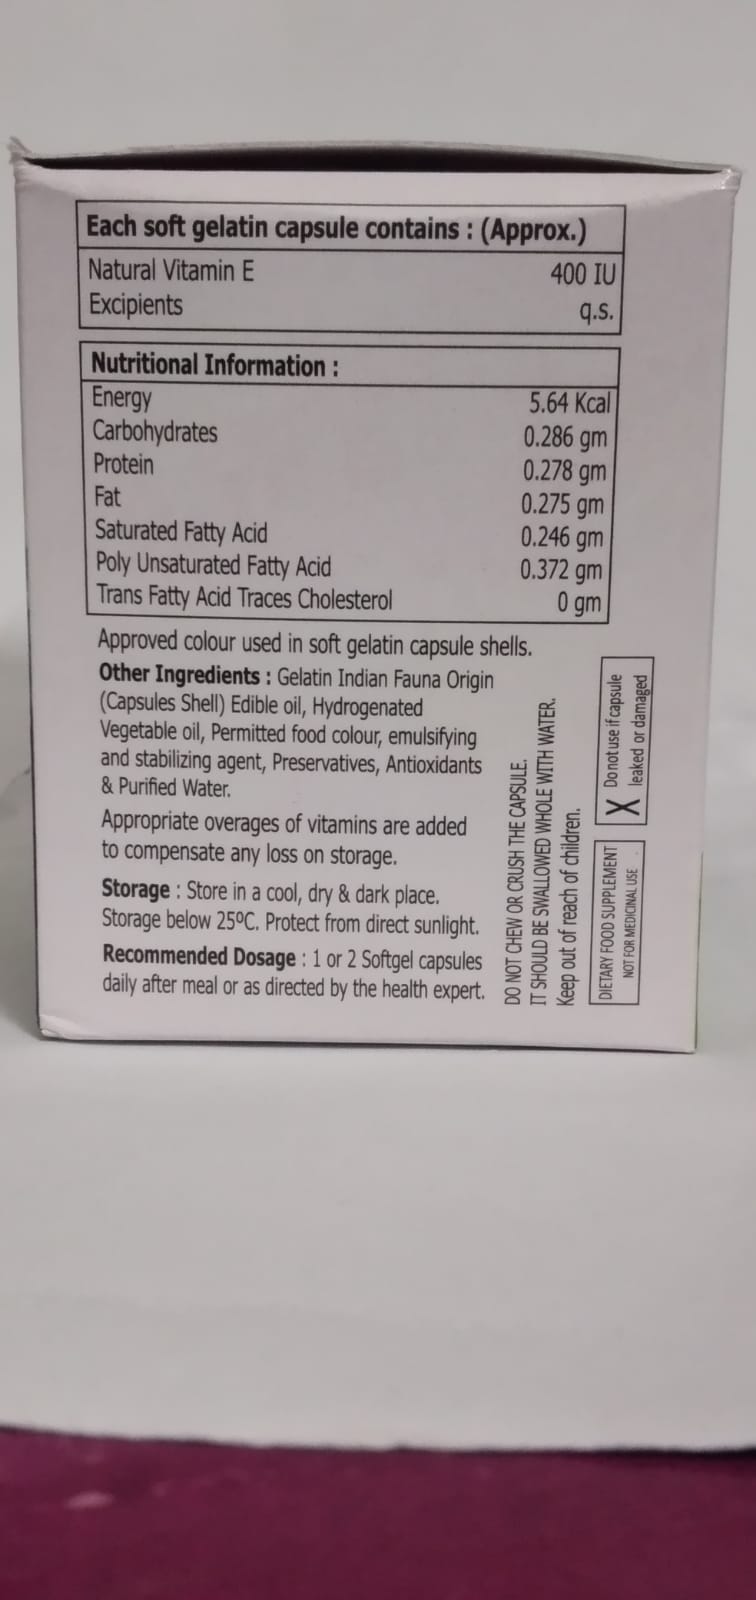 Each soft gelatin capsule contains : (Approx.)
Natural Vitamin E 400 IU
Excipients q.s.
Nutritional Information :
Energy 5.64 Kcal
Carbohydrates 0.286 gm
Protein 0.278 gm
Fat 0.275 gm
Saturated Fatty Acid 0.246 gm
Poly Unsaturated Fatty Acid 0.372 gm
Trans Fatty Acid Traces Cholesterol 0 gm
Approved colour used in soft gelatin capsule shells.
Other Ingredients : Gelatin Indian Fauna Origin
(Capsules Shell) Edible oil, Hydrogenated
Vegetable oil, Permitted food colour, emulsifying
and stabilizing agent, Preservatives, Antioxidants
& Purified Water.
Appropriate overages of vitamins are added
to compensate any loss on storage.
Storage : Store in a cool, dry & dark place.
Storage below 25ºC. Protect from direct sunlight.
Recommended Dosage : 1 or 2 Softgel capsules
daily after meal or as directed by the health expert.
DO NOT CHEW OR CRUSH THE CAPSULE.
IT SHOULD BE SWALLOWED WHOLE WITH WATER.
Keep out of reach of children.
DIETARY FOOD SUPPLEMENT
NOT FOR MEDICINAL USE
X Do not use if capsule
leaked or damaged